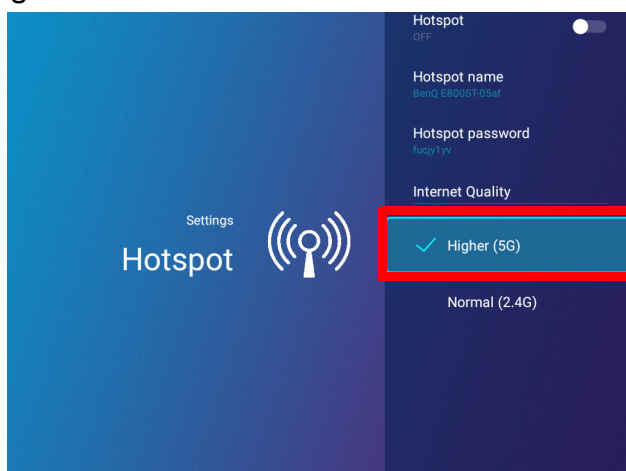 Settings
Hotspot
Hotspot
OFF
Hotspot name
BenQ E800ST-05af
Hotspot password
fucjy1yv
Internet Quality
Higher (5G)
Normal (2.4G)